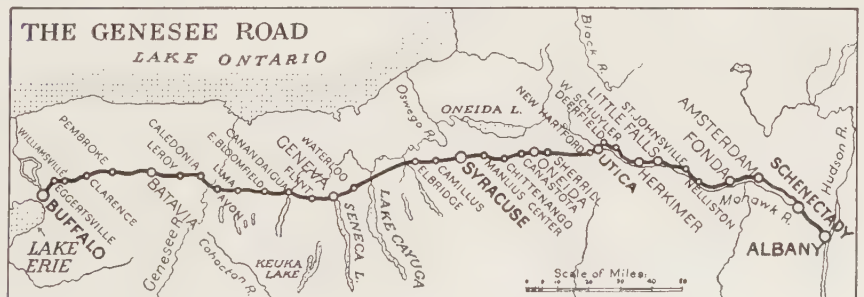 THE GENESEE ROAD
LAKE ONTARIO
WILLIAMSVILLE
PEMBROKE
CALEDONIA
LEROY
E.BLOOMFIELD
LIMA
CANANDAIGUA
FLINT
GENEVA
WATERLOO
Oswego R.
ONEIDA L.
NEW HARTFORD
Black R.
W. SCHUYLER
DEERFIELD
LITTLE FALLS
ST. JOHNSVILLE
AMSTERDAM
FONDA
SCHENECTADY
Hudson R.
BUFFALO
EGGERTSVILLE
CLARENCE
BATAVIA
AVON
Genesee R.
Cohocton R.
KEUKA
LAKE
SENECA L.
LAKE CAYUGA
ELBRIDGE
CAMILLUS
SYRACUSE
MANLIUS CENTER
CHITTENANGO
CANASTOTA
ONEIDA
SHERRILL
UTICA
HERKIMER
NELLISTON
Mohawk R.
ALBANY
LAKE
ERIE
Scale of Miles.